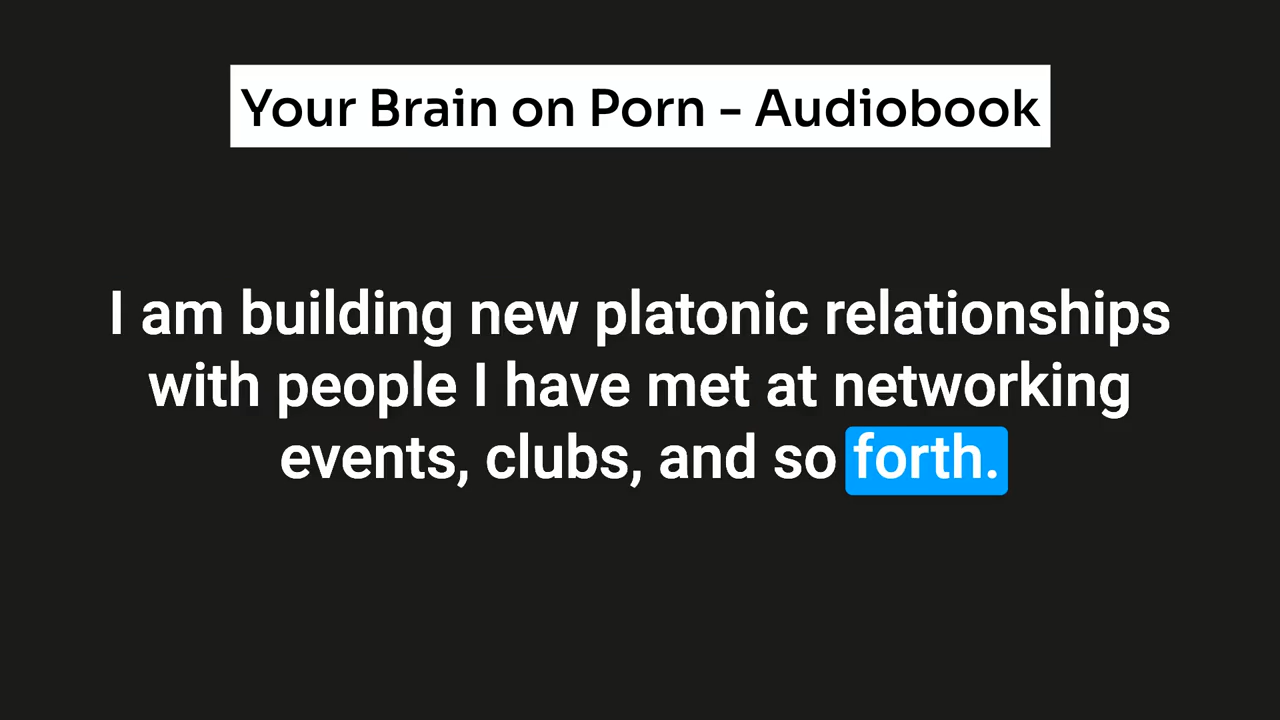 Your Brain on Porn - Audiobook
I am building new platonic relationships
with people I have met at networking
events, clubs, and so forth.